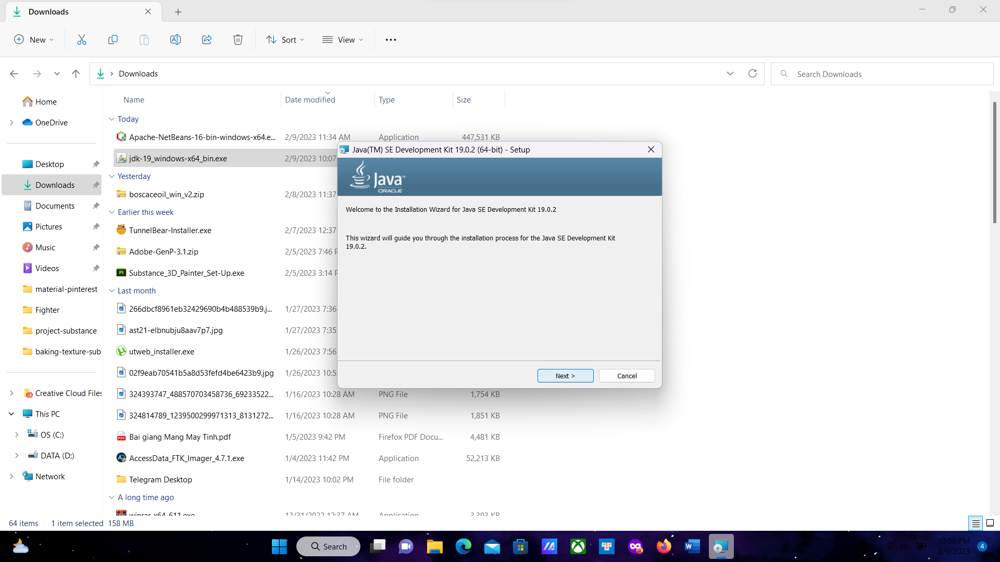 Downloads
New
Sort
View
Downloads
Search Downloads
Name
Date modified
Type
Size
Home
OneDrive
Desktop
Downloads
Documents
Pictures
Music
Videos
material-pinterest
Fighter
project-substance
baking-texture-sub
Creative Cloud Files
This PC
OS (C:)
DATA (D:)
Network
Today
Apache-NetBeans-16-bin-windows-x64.e... 2/9/2023 11:34 AM Application 447,531 KB
jdk-19_windows-x64_bin.exe 2/9/2023 10:07
Yesterday
boscaceoil_win_v2.zip 2/8/2023 11:37
Earlier this week
TunnelBear-Installer.exe 2/7/2023 12:37
Adobe-GenP-3.1.zip 2/5/2023 7:46 P
Substance_3D_Painter_Set-Up.exe 2/5/2023 3:14 P
Last month
266dbcf8961eb32429690b4b488539b9.j... 1/27/2023 7:36
ast21-elbnubju8aav7p7.jpg 1/27/2023 7:35
utweb_installer.exe 1/26/2023 7:56
02f9eab70541b5a8d53fefd4be6423b9.jpg 1/26/2023 10:5
324393747_488570703458736_69233522... 1/16/2023 10:28 AM PNG File 1,754 KB
324814789_1239500299971313_8131272... 1/16/2023 10:28 AM PNG File 1,851 KB
Bai giang Mang May Tinh.pdf 1/5/2023 9:42 PM Firefox PDF Docu... 4,481 KB
AccessData_FTK_Imager_4.7.1.exe 1/4/2023 11:42 PM Application 52,213 KB
Telegram Desktop 1/14/2023 10:02 PM File folder
A long time ago
winrar-x64-611.exe 12/31/2022 12:37 AM Application 3,393 KB
Java(TM) SE Development Kit 19.0.2 (64-bit) - Setup
Java™
ORACLE
Welcome to the Installation Wizard for Java SE Development Kit 19.0.2
This wizard will guide you through the installation process for the Java SE Development Kit
19.0.2.
Next >
Cancel
64 items
1 item selected 158 MB
Search
10:08 PM
2/9/2023
4